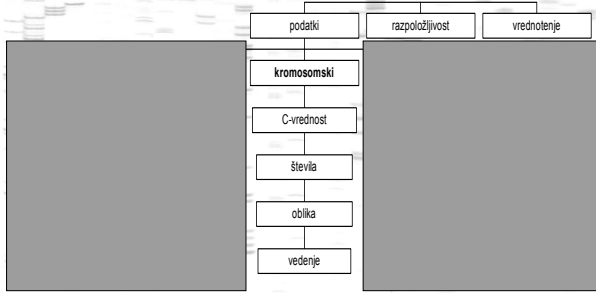 podatki razpoložljivost vrednotenje
kromosomski
C-vrednost
števila
oblika
vedenje